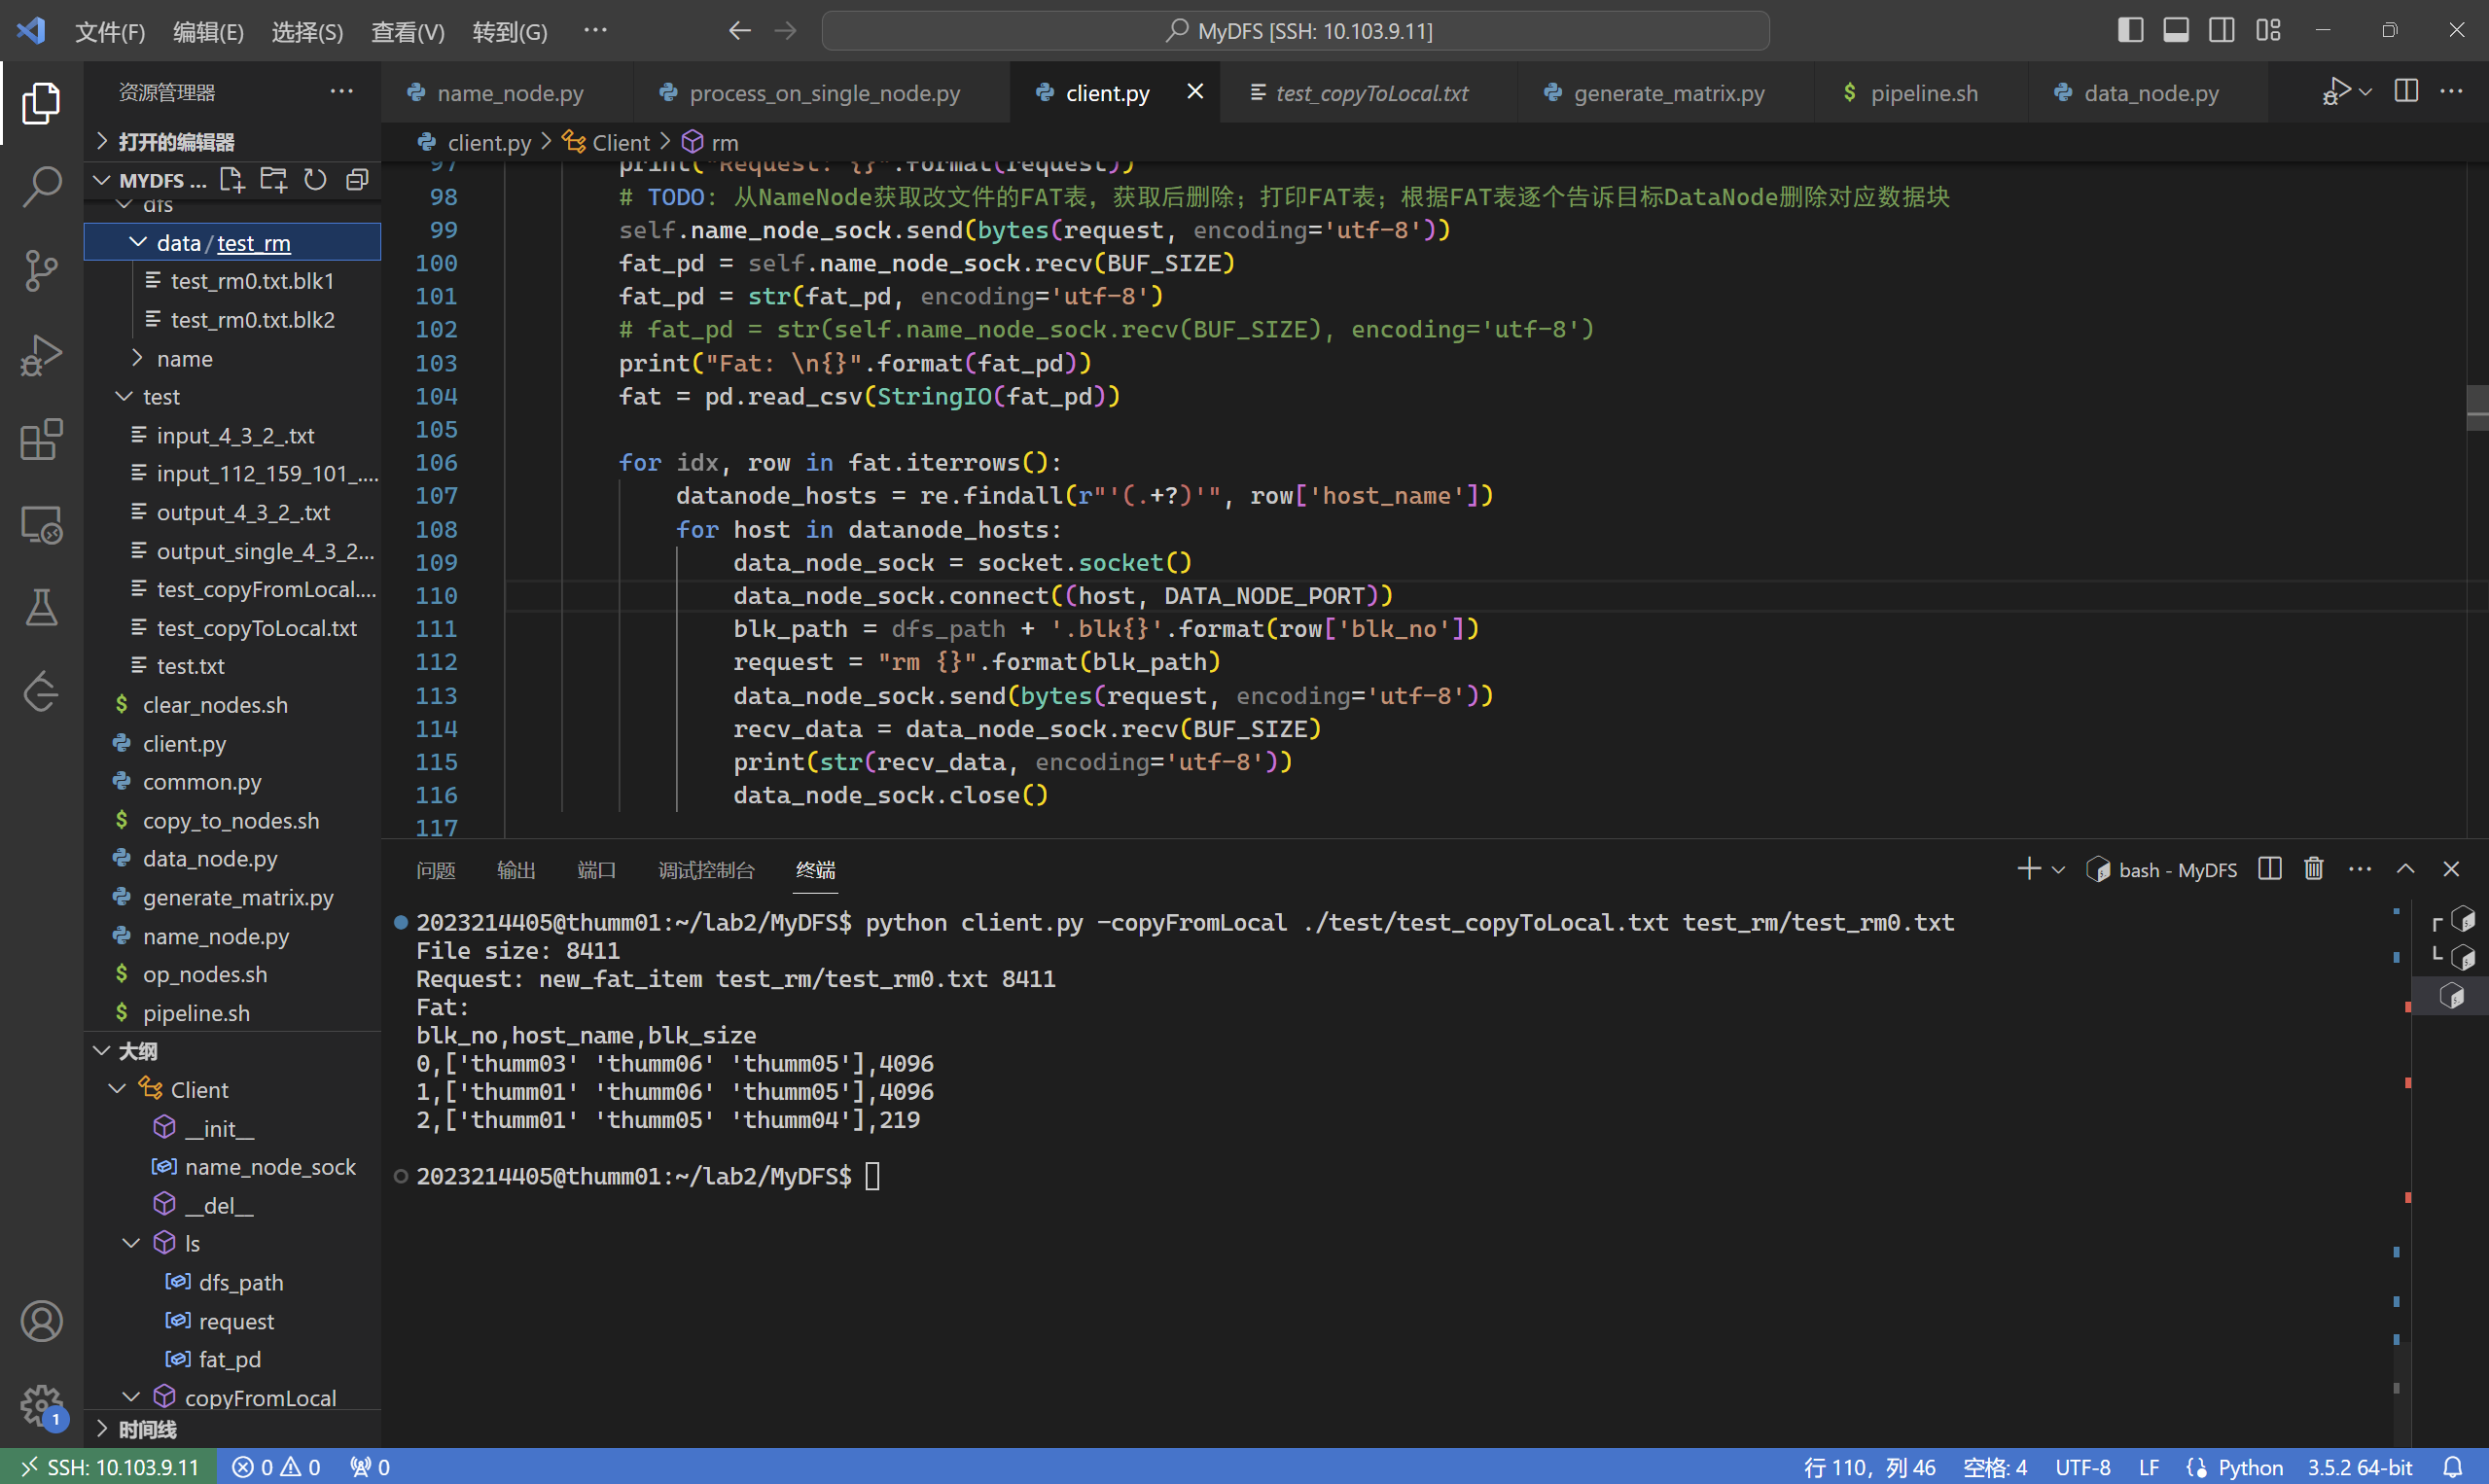 文件(F) 编辑(E) 选择(S) 查看(V) 转到(G) ··· MyDFS [SSH: 10.103.9.11]
资源管理器 ···
name_node.py process_on_single_node.py client.py test_copyToLocal.txt generate_matrix.py $ pipeline.sh data_node.py
打开的编辑器
client.py > Client > rm
MYDFS ...
dfs
data/test_rm
test_rm0.txt.blk1
test_rm0.txt.blk2
name
test
input_4_3_2_.txt
input_112_159_101_....
output_4_3_2_.txt
output_single_4_3_2...
test_copyFromLocal....
test_copyToLocal.txt
test.txt
$ clear_nodes.sh
client.py
common.py
$ copy_to_nodes.sh
data_node.py
generate_matrix.py
name_node.py
$ op_nodes.sh
$ pipeline.sh
大纲
Client
__init__
name_node_sock
__del__
ls
dfs_path
request
fat_pd
copyFromLocal
时间线
97 print("Request: {}".format(request))
98 # TODO: 从NameNode获取改文件的FAT表，获取后删除；打印FAT表；根据FAT表逐个告诉目标DataNode删除对应数据块
99 self.name_node_sock.send(bytes(request, encoding='utf-8'))
100 fat_pd = self.name_node_sock.recv(BUF_SIZE)
101 fat_pd = str(fat_pd, encoding='utf-8')
102 # fat_pd = str(self.name_node_sock.recv(BUF_SIZE), encoding='utf-8')
103 print("Fat: \n{}".format(fat_pd))
104 fat = pd.read_csv(StringIO(fat_pd))
105
106 for idx, row in fat.iterrows():
107 datanode_hosts = re.findall(r"'(.+?)'", row['host_name'])
108 for host in datanode_hosts:
109 data_node_sock = socket.socket()
110 data_node_sock.connect((host, DATA_NODE_PORT))
111 blk_path = dfs_path + '.blk{}'.format(row['blk_no'])
112 request = "rm {}".format(blk_path)
113 data_node_sock.send(bytes(request, encoding='utf-8'))
114 recv_data = data_node_sock.recv(BUF_SIZE)
115 print(str(recv_data, encoding='utf-8'))
116 data_node_sock.close()
117
问题 输出 端口 调试控制台 终端 bash - MyDFS ···
2023214405@thumm01:~/lab2/MyDFS$ python client.py -copyFromLocal ./test/test_copyToLocal.txt test_rm/test_rm0.txt
File size: 8411
Request: new_fat_item test_rm/test_rm0.txt 8411
Fat:
blk_no,host_name,blk_size
0,['thumm03' 'thumm06' 'thumm05'],4096
1,['thumm01' 'thumm06' 'thumm05'],4096
2,['thumm01' 'thumm05' 'thumm04'],219
2023214405@thumm01:~/lab2/MyDFS$
1
SSH: 10.103.9.11 0 0 0 行 110，列 46 空格: 4 UTF-8 LF Python 3.5.2 64-bit